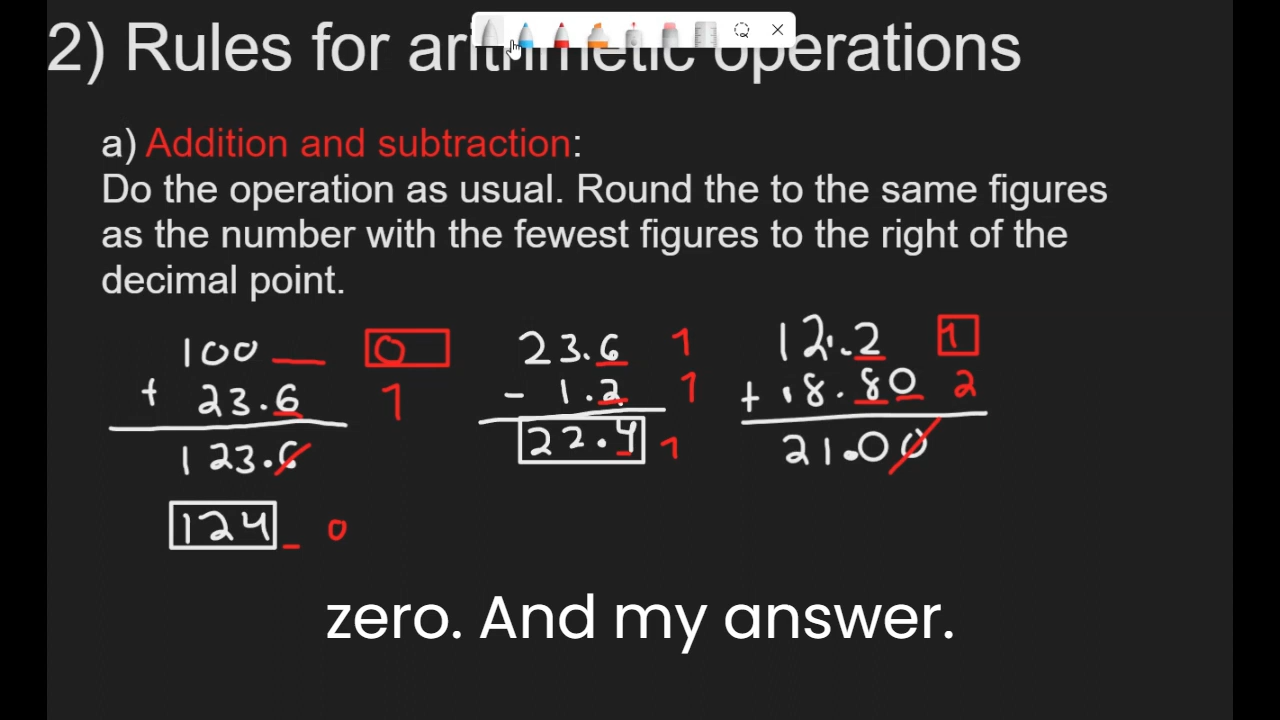 2) Rules for arithmetic operations
a) Addition and subtraction:
Do the operation as usual. Round the to the same figures
as the number with the fewest figures to the right of the
decimal point.
100 __ 0
+ 23.6 1
123.6
124 _ 0
23.6 1
- 1.2 1
22.4 1
12.2 1
+ 8.80 2
21.00
zero. And my answer.